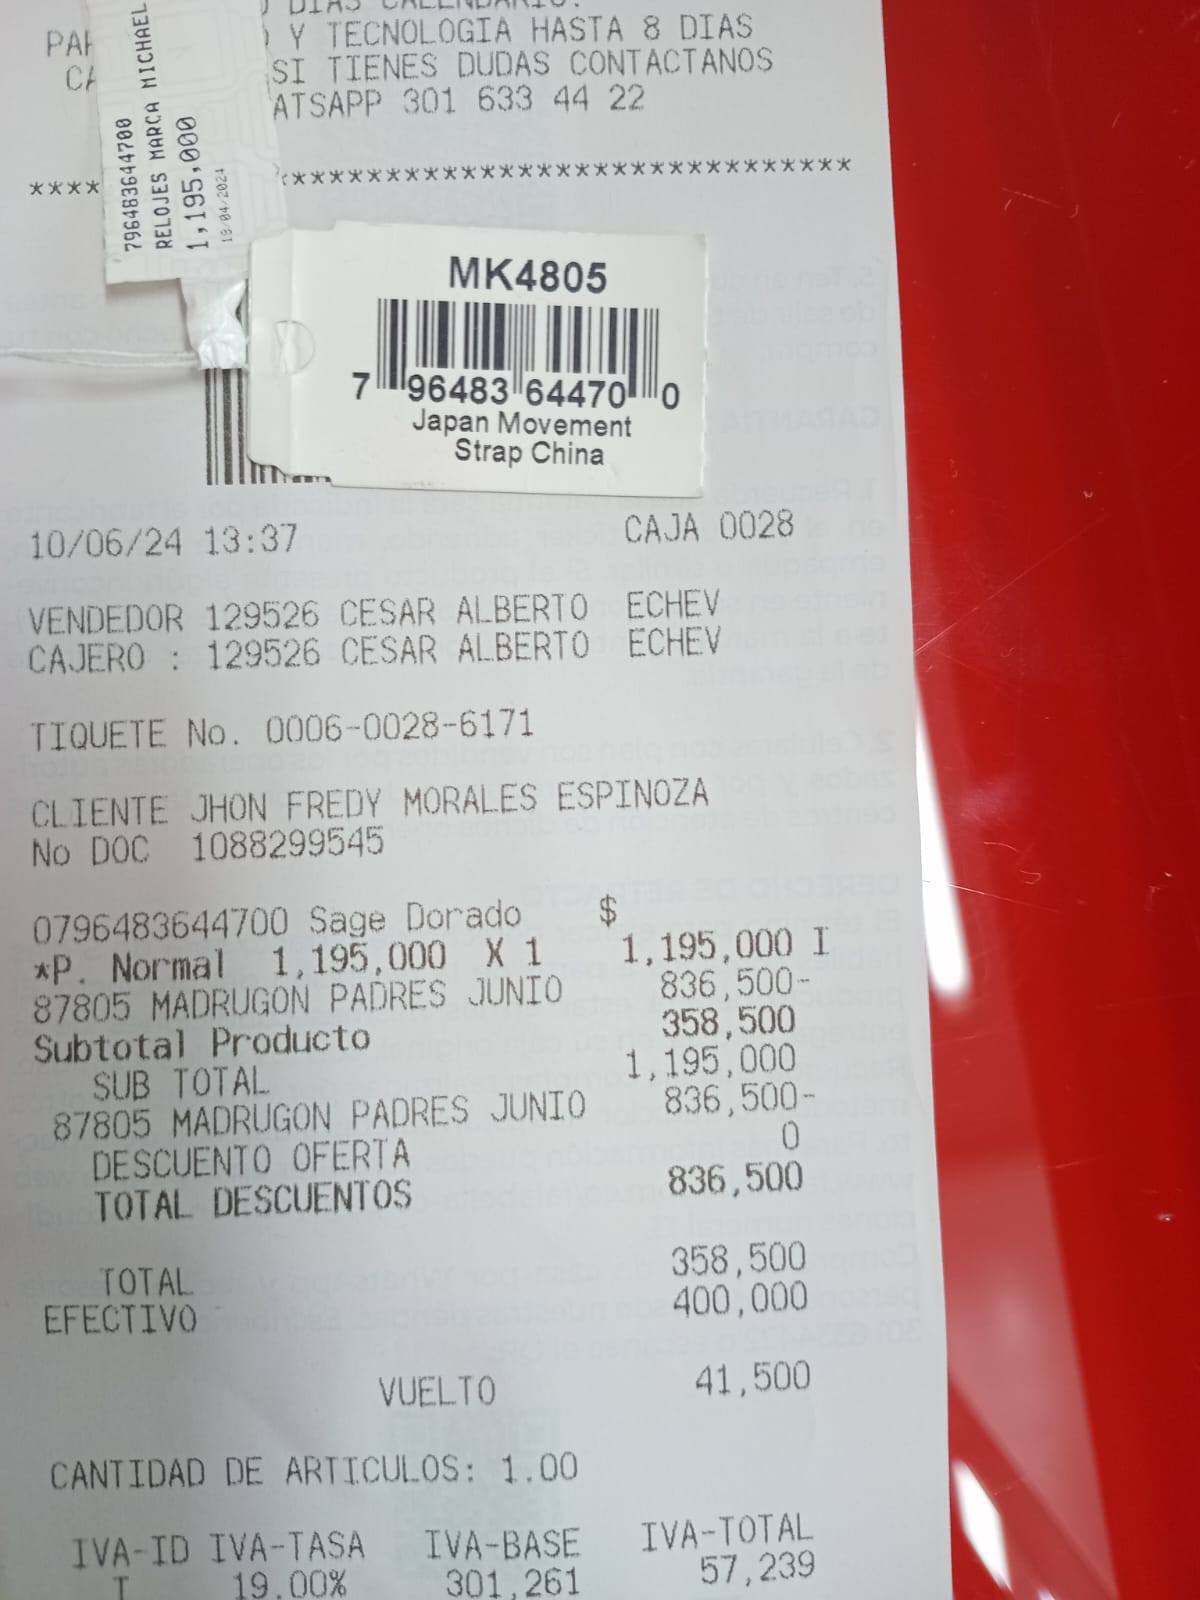 DIAS CALENDARIO.
Y TECNOLOGIA HASTA 8 DIAS
SI TIENES DUDAS CONTACTANOS
ATSAPP 301 633 44 22
796483644700
RELOJES MARCA MICHAEL
1,195,000
18/04/2024
**** ******************************
MK4805
7 96483 64470 0
Japan Movement
Strap China
10/06/24 13:37 CAJA 0028
VENDEDOR 129526 CESAR ALBERTO ECHEV
CAJERO : 129526 CESAR ALBERTO ECHEV
TIQUETE No. 0006-0028-6171
CLIENTE JHON FREDY MORALES ESPINOZA
No DOC 1088299545
0796483644700 Sage Dorado $
*P. Normal 1,195,000 X 1 1,195,000 I
87805 MADRUGON PADRES JUNIO 836,500-
Subtotal Producto 358,500
SUB TOTAL 1,195,000
87805 MADRUGON PADRES JUNIO 836,500-
DESCUENTO OFERTA 0
TOTAL DESCUENTOS 836,500
TOTAL 358,500
EFECTIVO 400,000
VUELTO 41,500
CANTIDAD DE ARTICULOS: 1.00
IVA-ID IVA-TASA IVA-BASE IVA-TOTAL
I 19.00% 301,261 57,239